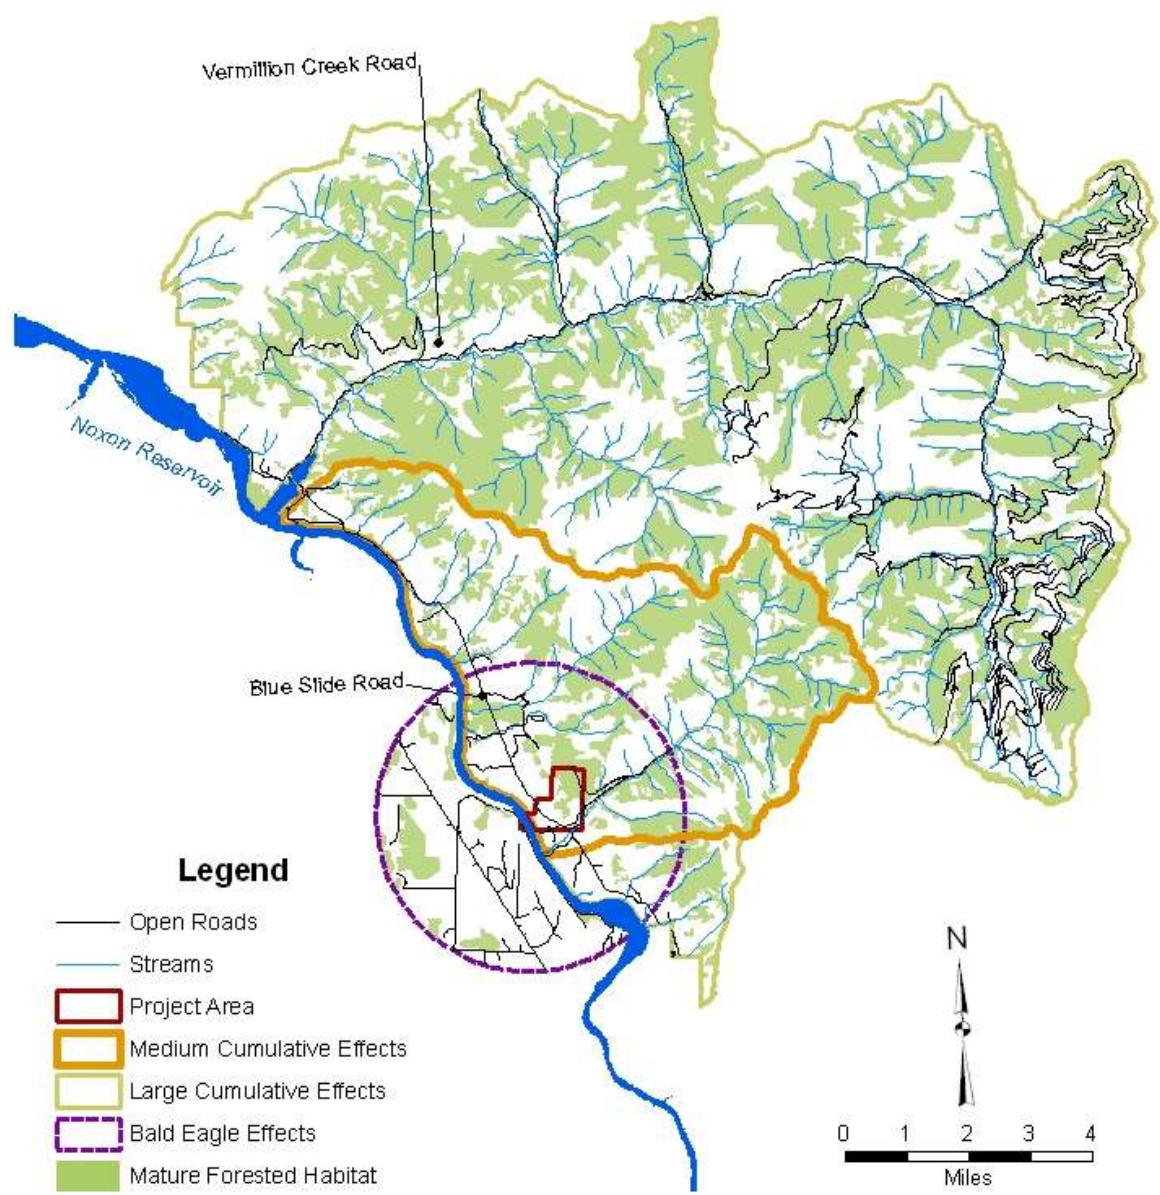 Vermillion Creek Road
Noxon Reservoir
Blue Slide Road
Legend
Open Roads
Streams
Project Area
Medium Cumulative Effects
Large Cumulative Effects
Bald Eagle Effects
Mature Forested Habitat
N
0 1 2 3 4
Miles